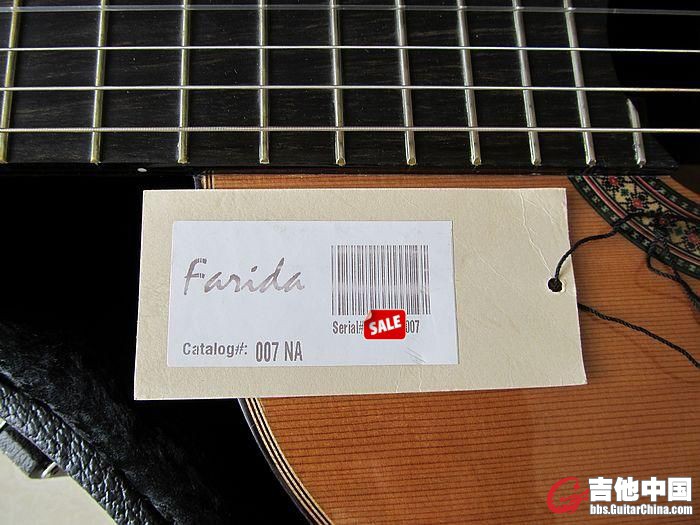 Farida
Serial# SALE 007
Catalog#: 007 NA
吉他中国
bbs.GuitarChina.com